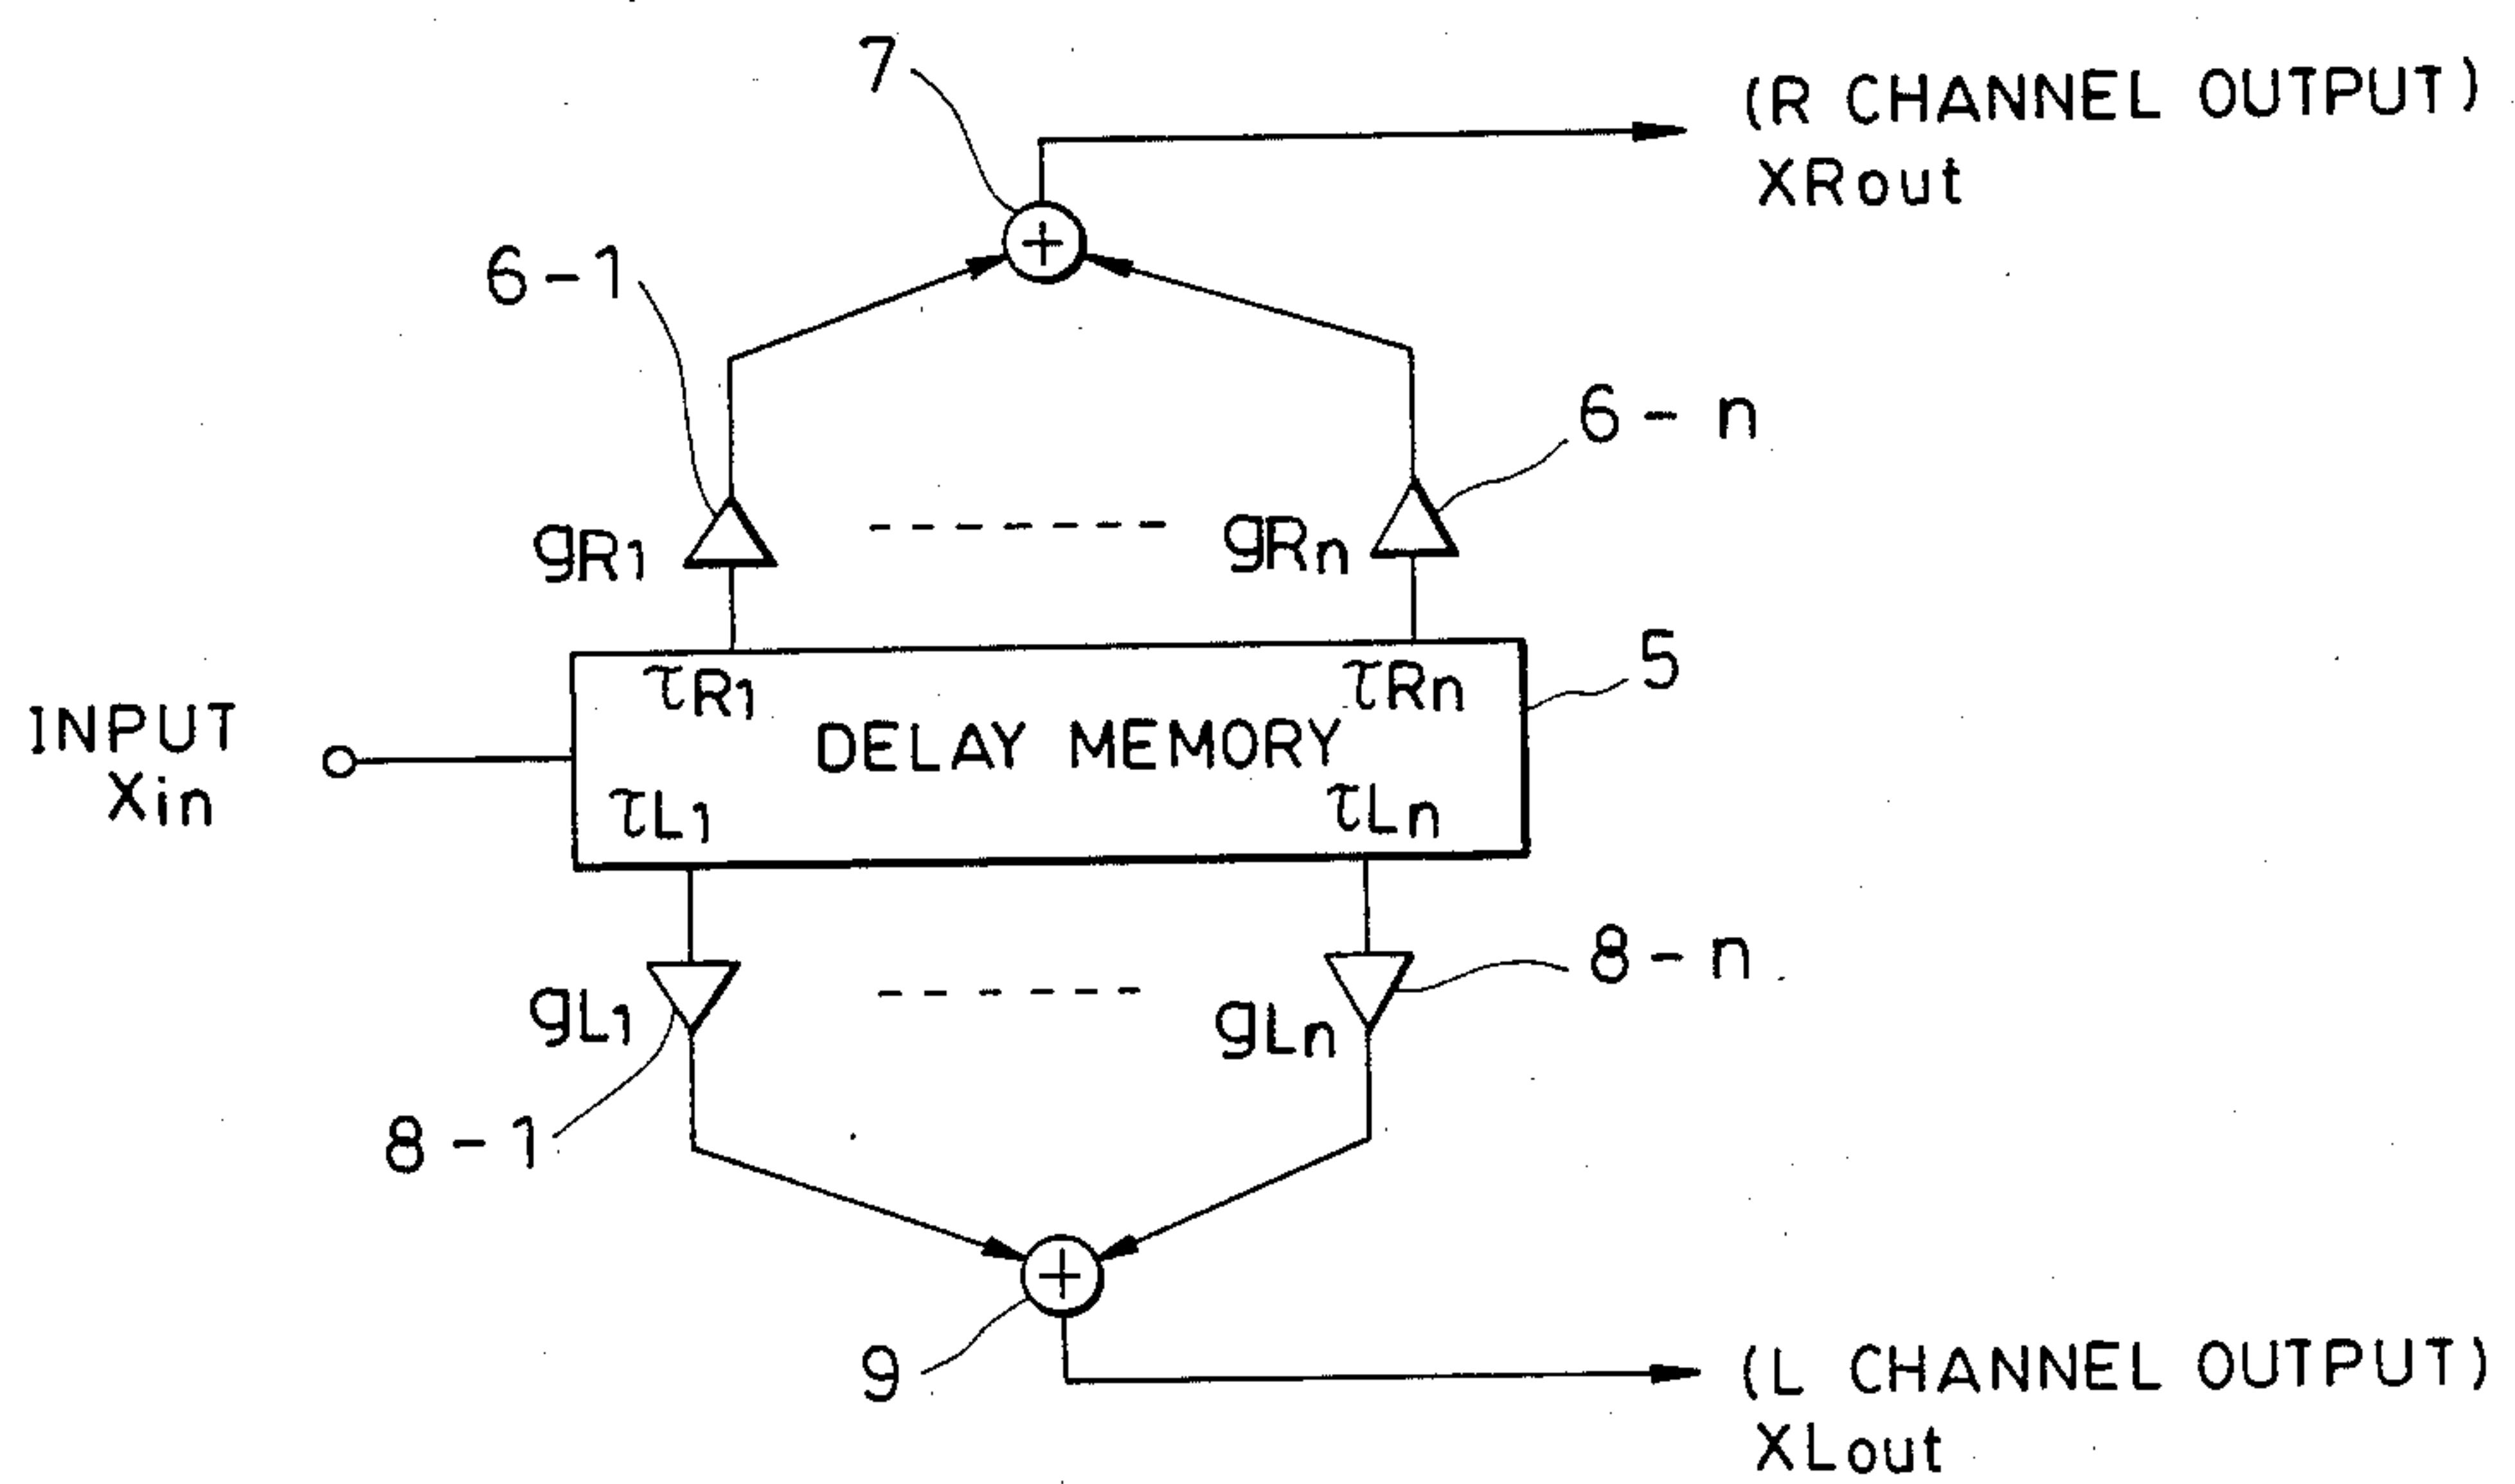 7
(R CHANNEL OUTPUT)
XRout
6-1
6-n
gR1
gRn
5
τR1
τRn
INPUT
Xin
DELAY MEMORY
τL1
τLn
8-n
gL1
gLn
8-1
9
(L CHANNEL OUTPUT)
XLout